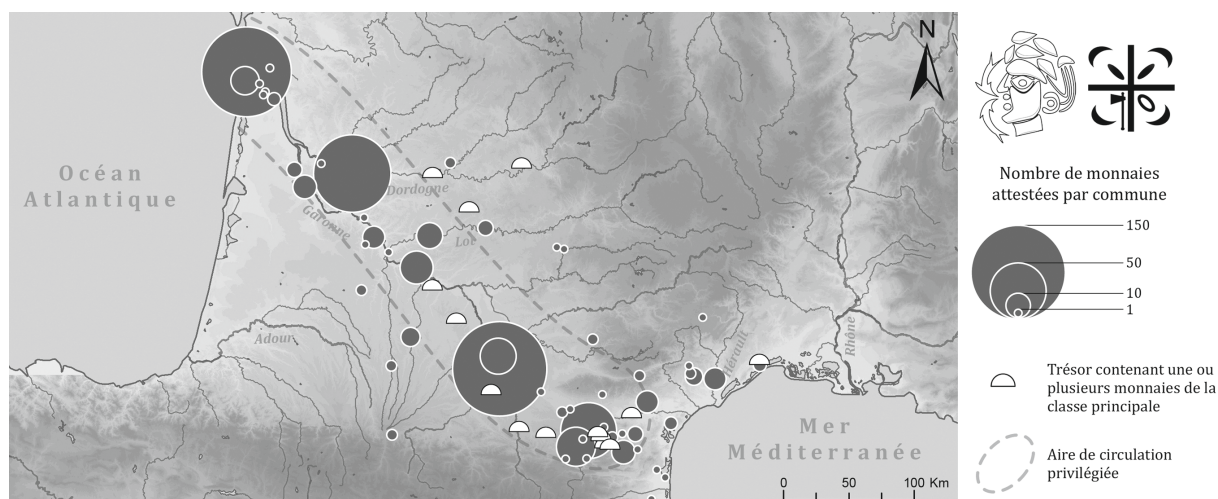 Océan
Atlantique
Dordogne
Garonne
Lot
Adour
Hérault
Rhône
Mer
Méditerranée
0 50 100 Km
N
Nombre de monnaies
attestées par commune
150
50
10
1
Trésor contenant une ou
plusieurs monnaies de la
classe principale
Aire de circulation
privilégiée